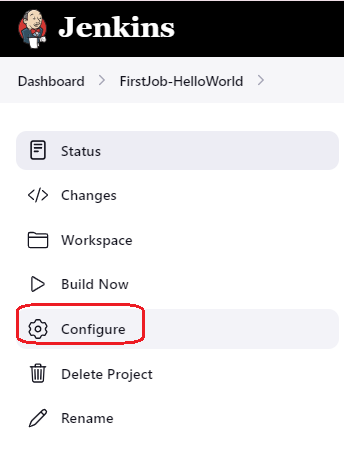 Jenkins
Dashboard > FirstJob-HelloWorld >
Status
Changes
Workspace
Build Now
Configure
Delete Project
Rename